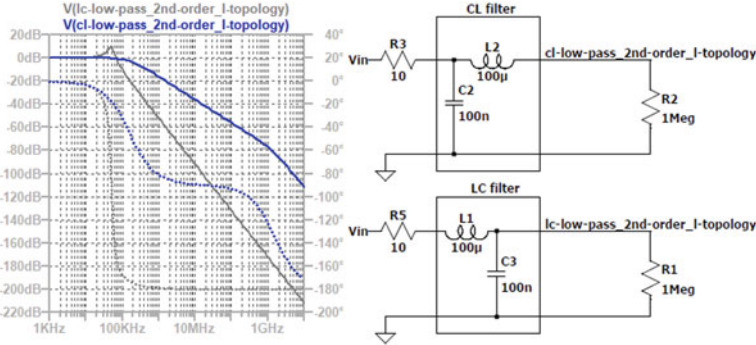 V(lc-low-pass_2nd-order_l-topology)
V(cl-low-pass_2nd-order_l-topology)
20dB 40°
0dB 20°
-20dB 0°
-40dB -20°
-60dB -40°
-80dB -60°
-100dB -80°
-120dB -100°
-140dB -120°
-160dB -140°
-180dB -160°
-200dB -180°
-220dB -200°
1KHz 100KHz 10MHz 1GHz
CL filter
Vin R3 L2 cl-low-pass_2nd-order_l-topology
10 100µ
C2 R2
100n 1Meg
LC filter
Vin R5 L1 lc-low-pass_2nd-order_l-topology
10 100µ
C3 R1
100n 1Meg